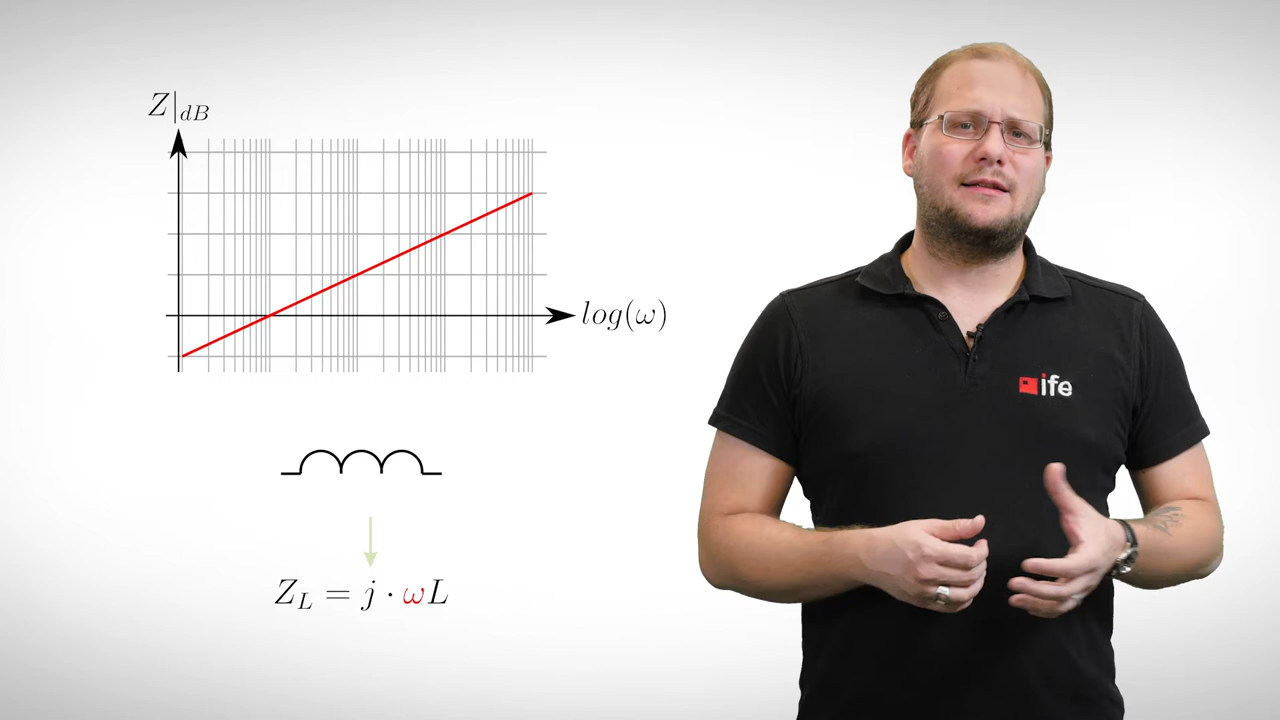 Z|dB
log(ω)
Z_L = j · ωL
ife